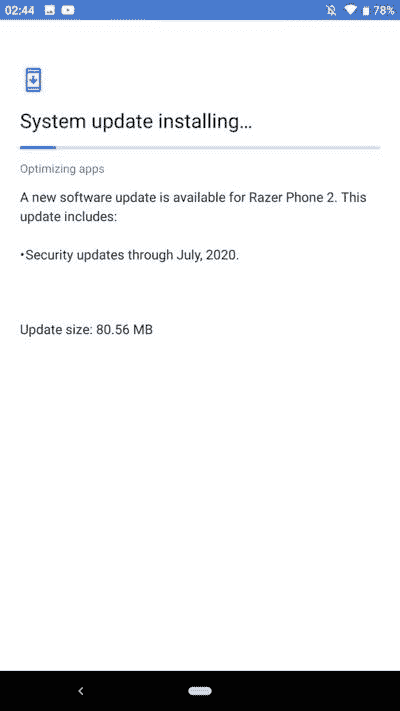 02:44 78%
System update installing...
Optimizing apps
A new software update is available for Razer Phone 2. This
update includes:
•Security updates through July, 2020.
Update size: 80.56 MB